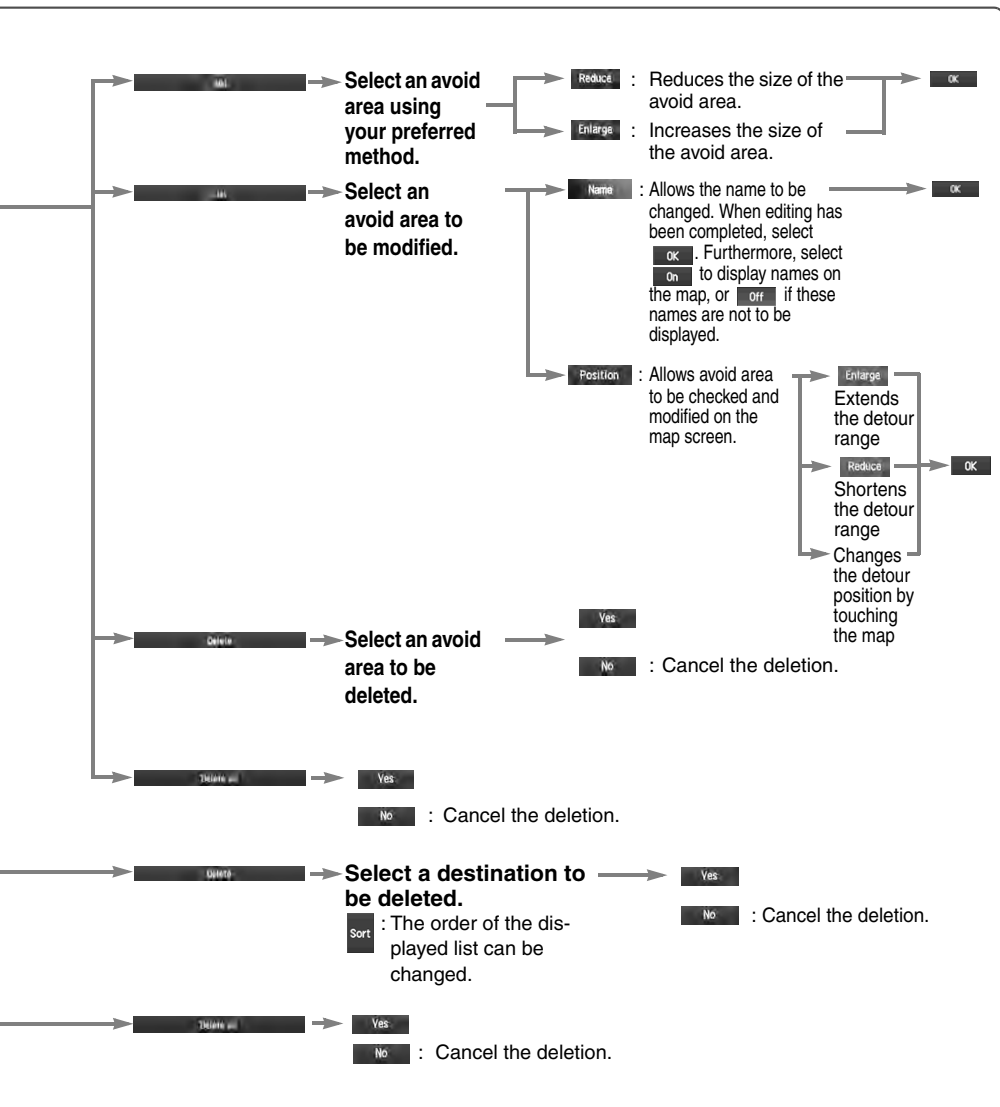 Select an avoid
area using
your preferred
method.
Reduce : Reduces the size of the
avoid area.
OK
Enlarge : Increases the size of
the avoid area.
Select an
avoid area to
be modified.
Name : Allows the name to be
changed. When editing has
been completed, select
OK . Furthermore, select
On to display names on
the map, or Off if these
names are not to be
displayed.
OK
Position : Allows avoid area
to be checked and
modified on the
map screen.
Enlarge
Extends
the detour
range
Reduce
Shortens
the detour
range
OK
Changes
the detour
position by
touching
the map
Delete
Select an avoid
area to be
deleted.
Yes
No : Cancel the deletion.
Delete all
Yes
No : Cancel the deletion.
Delete
Select a destination to
be deleted.
Sort : The order of the dis-
played list can be
changed.
Yes
No : Cancel the deletion.
Delete all
Yes
No : Cancel the deletion.